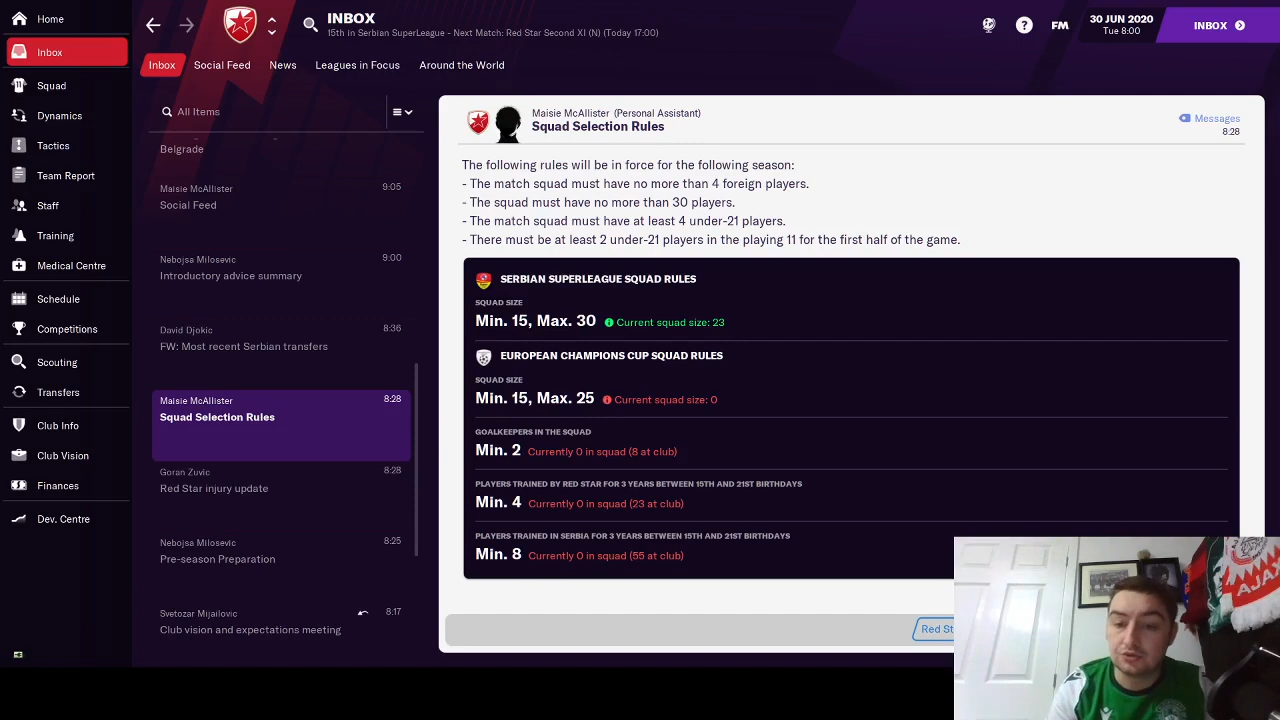 Home
Inbox
Squad
Dynamics
Tactics
Team Report
Staff
Training
Medical Centre
Schedule
Competitions
Scouting
Transfers
Club Info
Club Vision
Finances
Dev. Centre
INBOX
15th in Serbian SuperLeague - Next Match: Red Star Second XI (N) (Today 17:00)
FM
30 JUN 2020
Tue 8:00
INBOX
Inbox
Social Feed
News
Leagues in Focus
Around the World
All Items
Belgrade
Maisie McAllister 9:05
Social Feed
Nebojsa Milosevic 9:00
Introductory advice summary
David Djokic 8:36
FW: Most recent Serbian transfers
Maisie McAllister 8:28
Squad Selection Rules
Goran Zuvic 8:28
Red Star injury update
Nebojsa Milosevic 8:25
Pre-season Preparation
Svetozar Mijailovic 8:17
Club vision and expectations meeting
Maisie McAllister (Personal Assistant)
Squad Selection Rules
Messages
8:28
The following rules will be in force for the following season:
- The match squad must have no more than 4 foreign players.
- The squad must have no more than 30 players.
- The match squad must have at least 4 under-21 players.
- There must be at least 2 under-21 players in the playing 11 for the first half of the game.
SERBIAN SUPERLEAGUE SQUAD RULES
SQUAD SIZE
Min. 15, Max. 30 Current squad size: 23
EUROPEAN CHAMPIONS CUP SQUAD RULES
SQUAD SIZE
Min. 15, Max. 25 Current squad size: 0
GOALKEEPERS IN THE SQUAD
Min. 2 Currently 0 in squad (8 at club)
PLAYERS TRAINED BY RED STAR FOR 3 YEARS BETWEEN 15TH AND 21ST BIRTHDAYS
Min. 4 Currently 0 in squad (23 at club)
PLAYERS TRAINED IN SERBIA FOR 3 YEARS BETWEEN 15TH AND 21ST BIRTHDAYS
Min. 8 Currently 0 in squad (55 at club)
Red St
AJAX